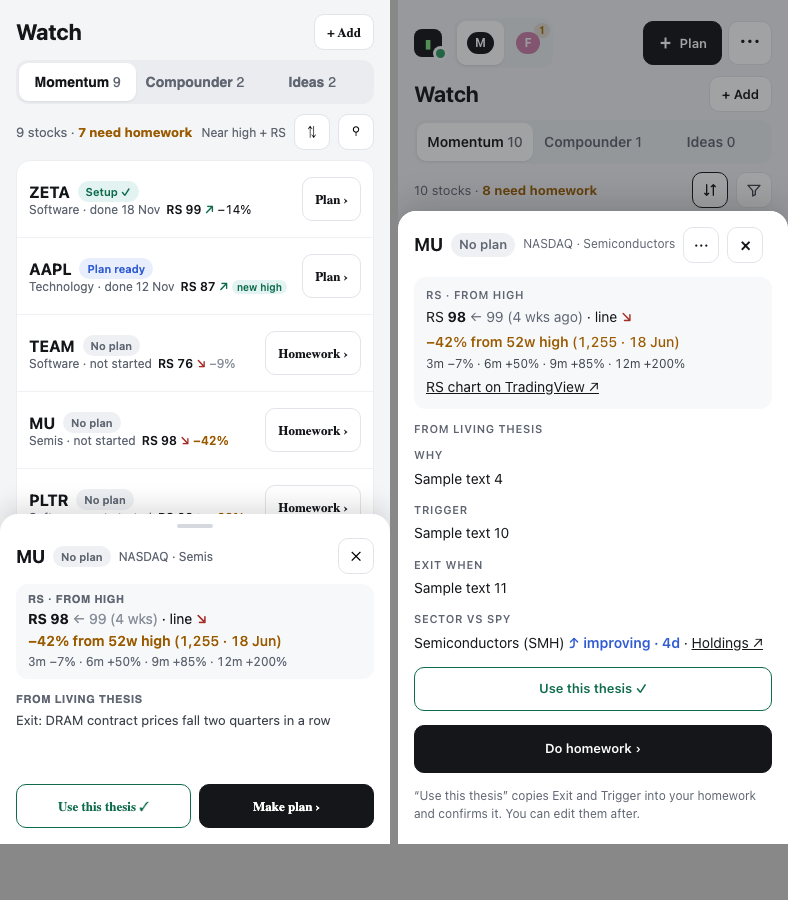 Watch
+ Add
Momentum 9 Compounder 2 Ideas 2
9 stocks · 7 need homework Near high + RS
ZETA Setup ✓
Software · done 18 Nov RS 99 ↗ −14%
Plan ›
AAPL Plan ready
Technology · done 12 Nov RS 87 ↗ new high
Plan ›
TEAM No plan
Software · not started RS 76 ↘ −9%
Homework ›
MU No plan
Semis · not started RS 98 ↘ −42%
Homework ›
PLTR No plan
Homework ›
MU No plan NASDAQ · Semis ✕
RS · FROM HIGH
RS 98 ← 99 (4 wks) · line ↘
−42% from 52w high (1,255 · 18 Jun)
3m −7% · 6m +50% · 9m +85% · 12m +200%
FROM LIVING THESIS
Exit: DRAM contract prices fall two quarters in a row
Use this thesis ✓ Make plan ›
M F 1 + Plan ···
Watch
+ Add
Momentum 10 Compounder 1 Ideas 0
10 stocks · 8 need homework
MU No plan NASDAQ · Semiconductors ··· ✕
RS · FROM HIGH
RS 98 ← 99 (4 wks ago) · line ↘
−42% from 52w high (1,255 · 18 Jun)
3m −7% · 6m +50% · 9m +85% · 12m +200%
RS chart on TradingView ↗
FROM LIVING THESIS
WHY
Sample text 4
TRIGGER
Sample text 10
EXIT WHEN
Sample text 11
SECTOR VS SPY
Semiconductors (SMH) ↗ improving · 4d · Holdings ↗
Use this thesis ✓
Do homework ›
“Use this thesis” copies Exit and Trigger into your homework
and confirms it. You can edit them after.